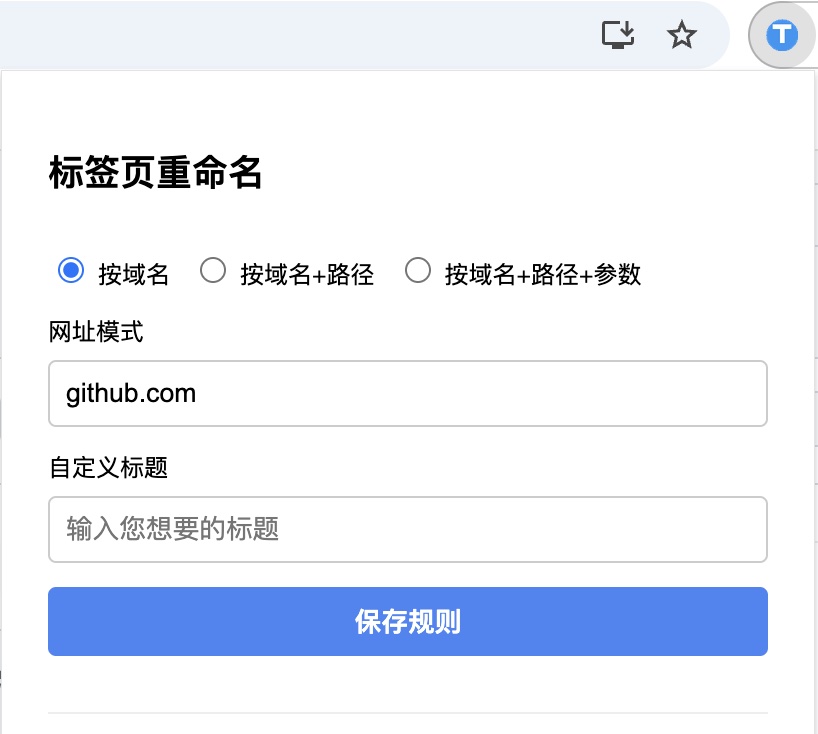 T
标签页重命名
按域名 按域名+路径 按域名+路径+参数
网址模式
github.com
自定义标题
输入您想要的标题
保存规则